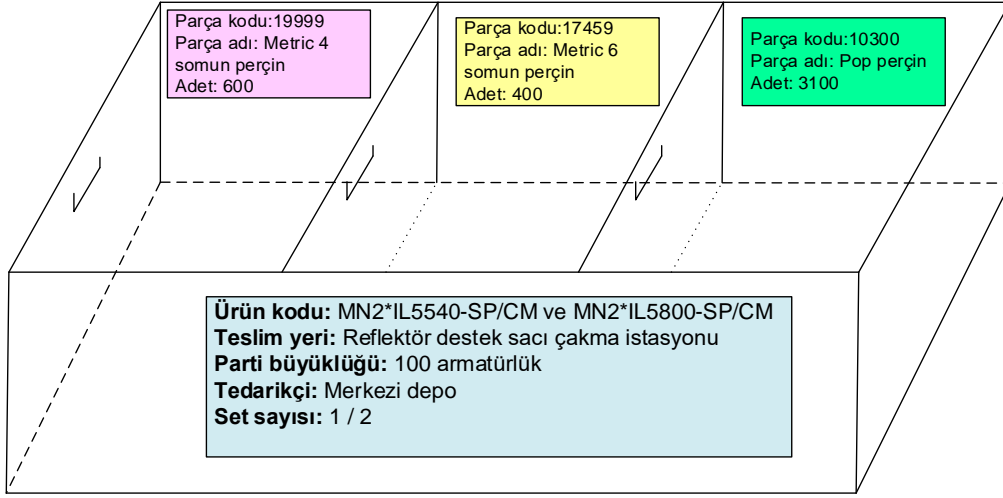 Parça kodu:19999
Parça adı: Metric 4
somun perçin
Adet: 600
Parça kodu:17459
Parça adı: Metric 6
somun perçin
Adet: 400
Parça kodu:10300
Parça adı: Pop perçin
Adet: 3100
Ürün kodu: MN2*IL5540-SP/CM ve MN2*IL5800-SP/CM
Teslim yeri: Reflektör destek sacı çakma istasyonu
Parti büyüklüğü: 100 armatürlük
Tedarikçi: Merkezi depo
Set sayısı: 1 / 2